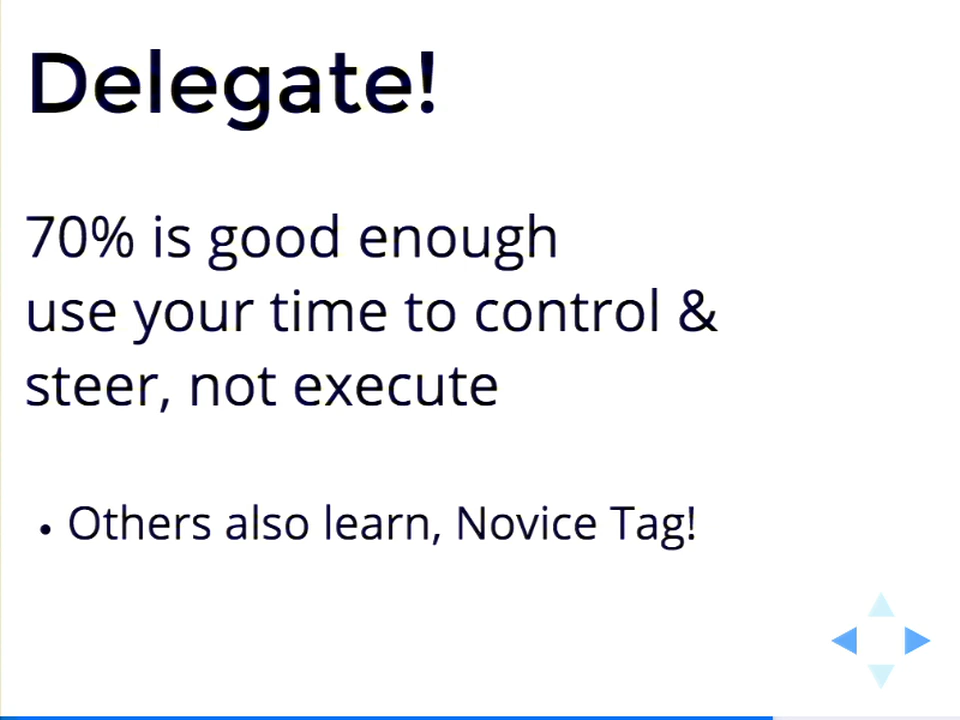 Delegate!
70% is good enough
use your time to control &
steer, not execute
• Others also learn, Novice Tag!